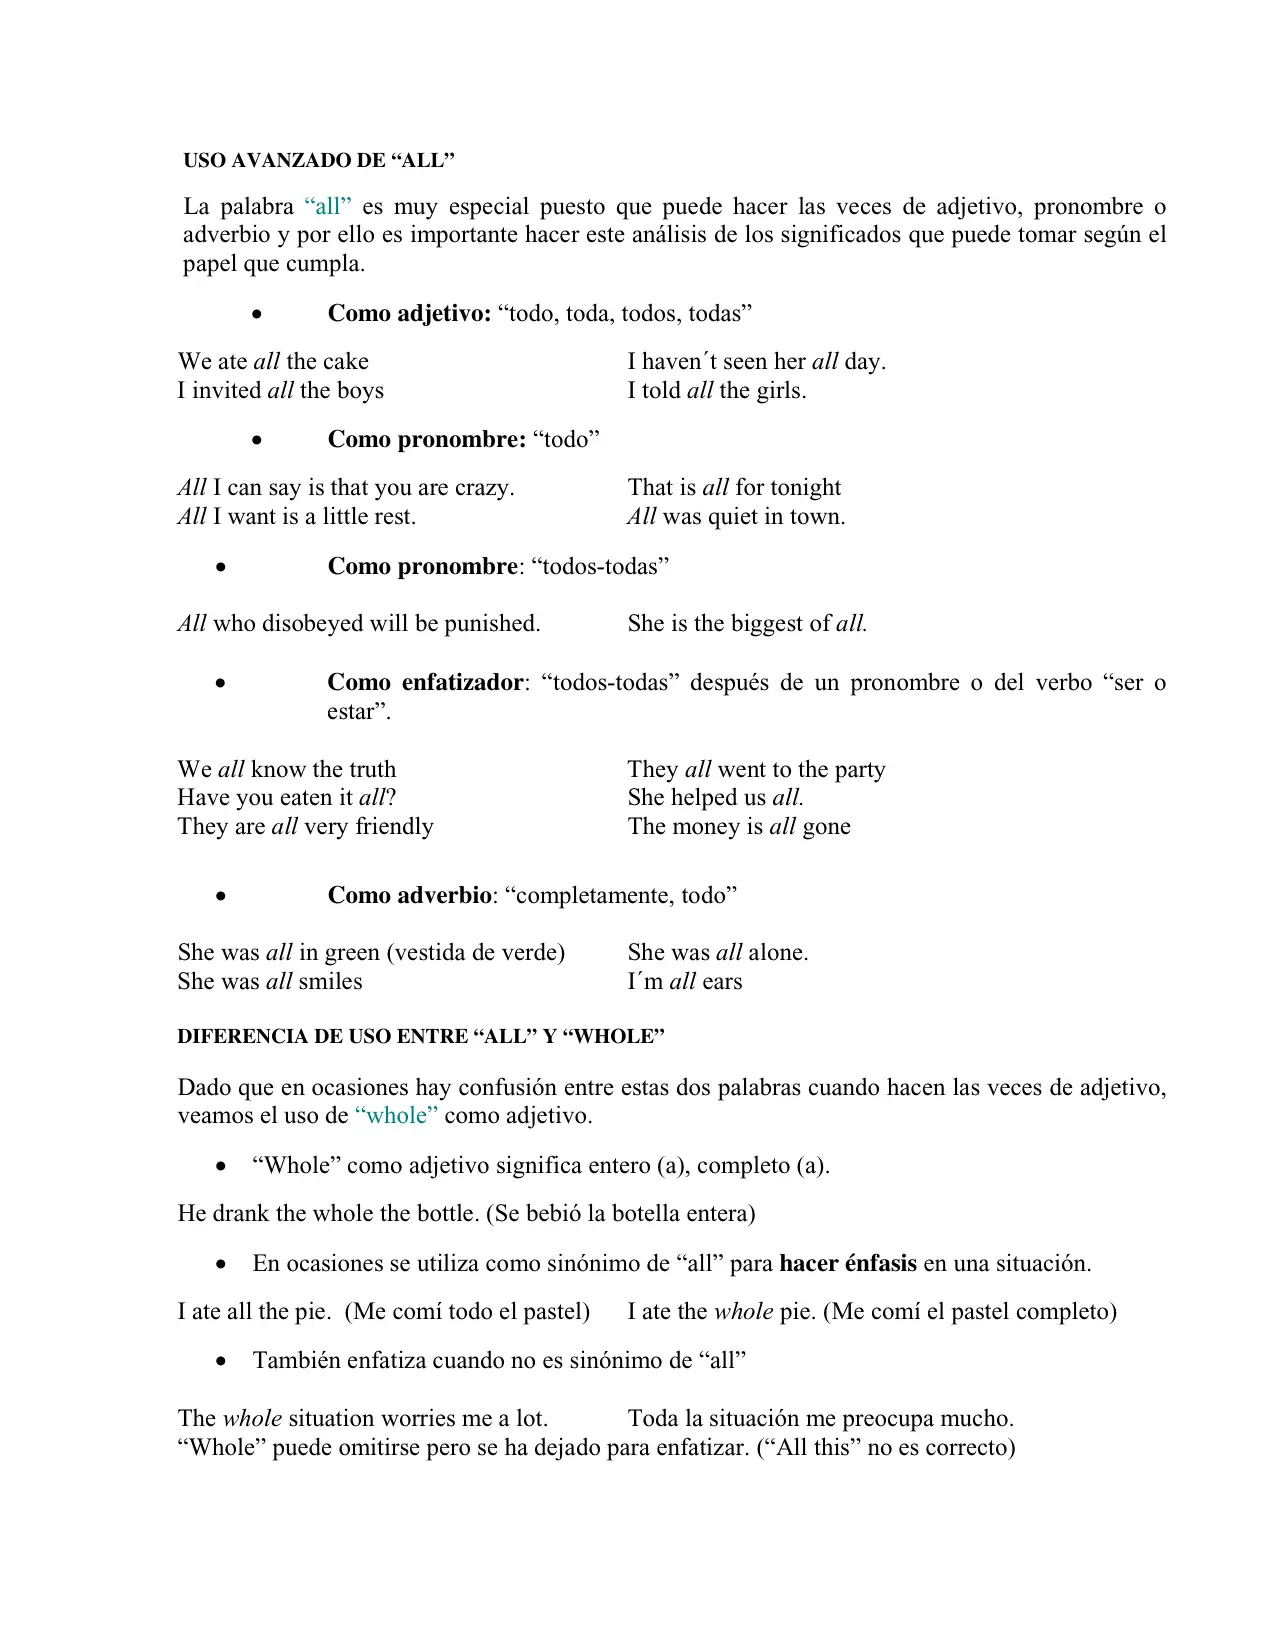 USO AVANZADO DE “ALL”
La palabra “all” es muy especial puesto que puede hacer las veces de adjetivo, pronombre o
adverbio y por ello es importante hacer este análisis de los significados que puede tomar según el
papel que cumpla.
• Como adjetivo: “todo, toda, todos, todas”
We ate all the cake I haven´t seen her all day.
I invited all the boys I told all the girls.
• Como pronombre: “todo”
All I can say is that you are crazy. That is all for tonight
All I want is a little rest. All was quiet in town.
• Como pronombre: “todos-todas”
All who disobeyed will be punished. She is the biggest of all.
• Como enfatizador: “todos-todas” después de un pronombre o del verbo “ser o
estar”.
We all know the truth They all went to the party
Have you eaten it all? She helped us all.
They are all very friendly The money is all gone
• Como adverbio: “completamente, todo”
She was all in green (vestida de verde) She was all alone.
She was all smiles I´m all ears
DIFERENCIA DE USO ENTRE “ALL” Y “WHOLE”
Dado que en ocasiones hay confusión entre estas dos palabras cuando hacen las veces de adjetivo,
veamos el uso de “whole” como adjetivo.
• “Whole” como adjetivo significa entero (a), completo (a).
He drank the whole the bottle. (Se bebió la botella entera)
• En ocasiones se utiliza como sinónimo de “all” para hacer énfasis en una situación.
I ate all the pie. (Me comí todo el pastel) I ate the whole pie. (Me comí el pastel completo)
• También enfatiza cuando no es sinónimo de “all”
The whole situation worries me a lot. Toda la situación me preocupa mucho.
“Whole” puede omitirse pero se ha dejado para enfatizar. (“All this” no es correcto)